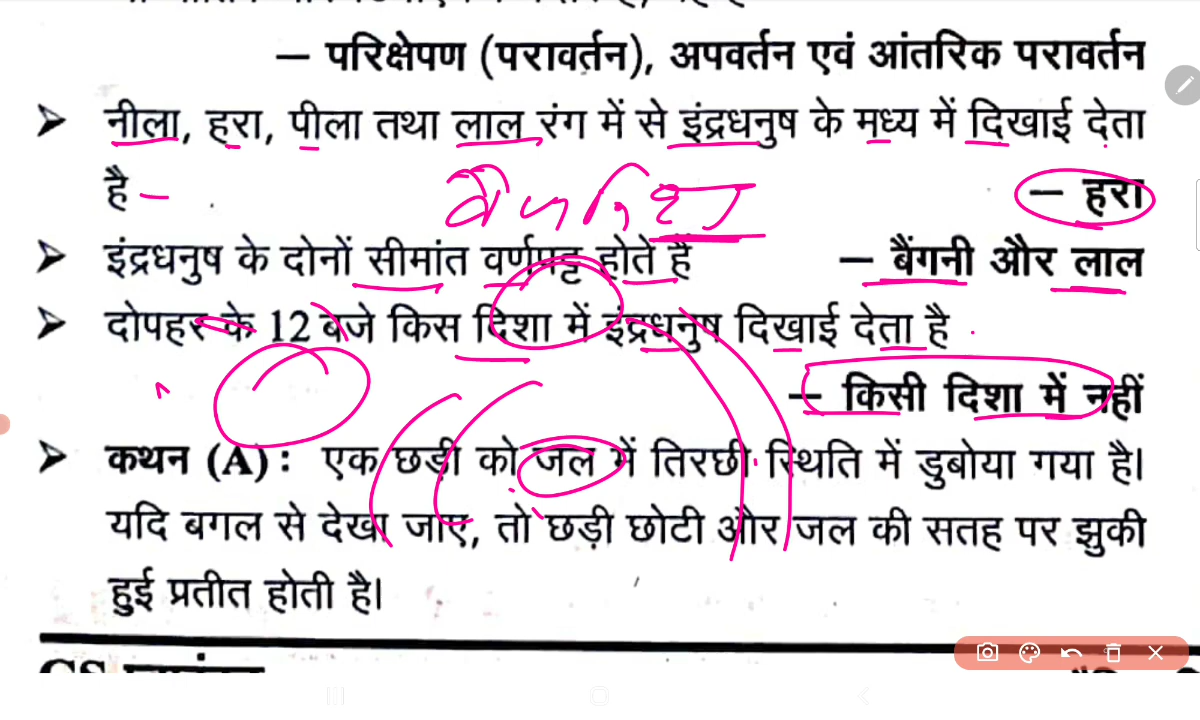 – परिक्षेपण (परावर्तन), अपवर्तन एवं आंतरिक परावर्तन
➤ नीला, हरा, पीला तथा लाल रंग में से इंद्रधनुष के मध्य में दिखाई देता
है – हरा
➤ इंद्रधनुष के दोनों सीमांत वर्णपट्ट होते हैं – बैंगनी और लाल
➤ दोपहर के 12 बजे किस दिशा में इंद्रधनुष दिखाई देता है
– किसी दिशा में नहीं
➤ कथन (A) : एक छड़ी को जल में तिरछी स्थिति में डुबोया गया है।
यदि बगल से देखा जाए, तो छड़ी छोटी और जल की सतह पर झुकी
हुई प्रतीत होती है।